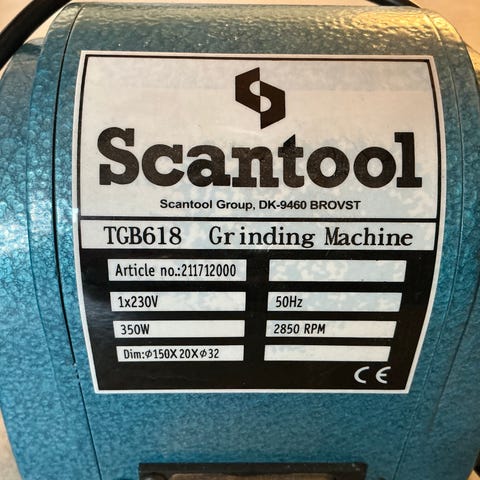 Scantool
Scantool Group, DK-9460 BROVST
TGB618 Grinding Machine
Article no.:211712000
1x230V 50Hz
350W 2850 RPM
Dim:Φ150X20XΦ32
CE